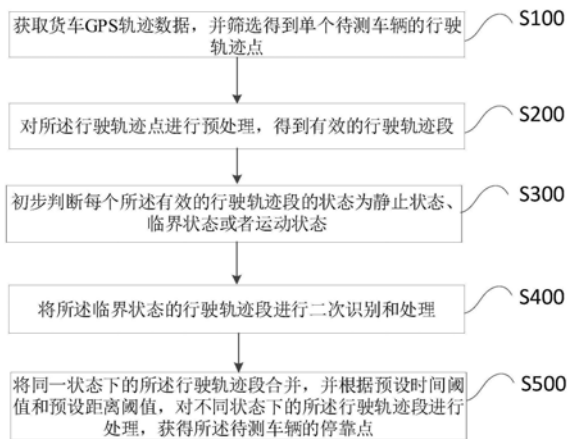 获取货车GPS轨迹数据，并筛选得到单个待测车辆的行驶
轨迹点
S100
对所述行驶轨迹点进行预处理，得到有效的行驶轨迹段
S200
初步判断每个所述有效的行驶轨迹段的状态为静止状态、
临界状态或者运动状态
S300
将所述临界状态的行驶轨迹段进行二次识别和处理
S400
将同一状态下的所述行驶轨迹段合并，并根据预设时间阈
值和预设距离阈值，对不同状态下的所述行驶轨迹段进行
处理，获得所述待测车辆的停靠点
S500